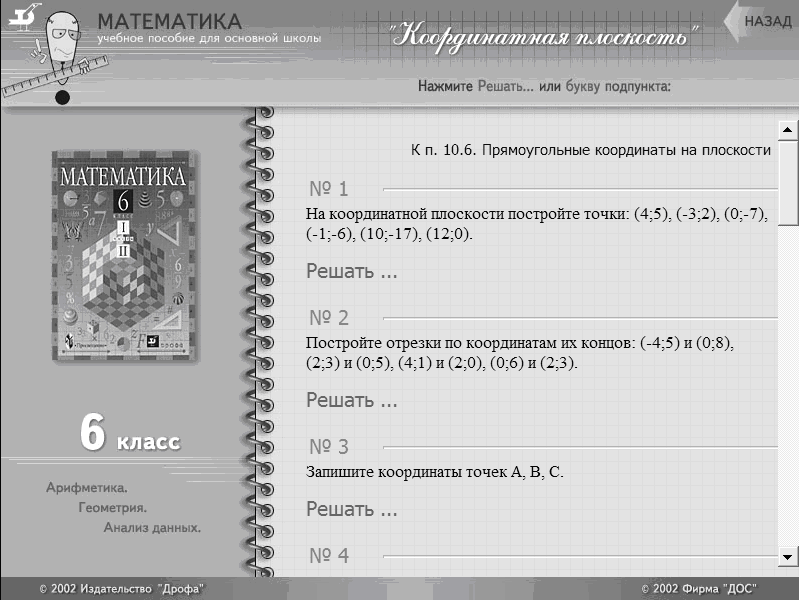 МАТЕМАТИКА
учебное пособие для основной школы
"Координатная плоскость"
НАЗАД
Нажмите Решать... или букву подпункта:
К п. 10.6. Прямоугольные координаты на плоскости
МАТЕМАТИКА
6
КЛАСС
I
II
№ 1
На координатной плоскости постройте точки: (4;5), (-3;2), (0;-7),
(-1;-6), (10;-17), (12;0).
Решать ...
№ 2
Постройте отрезки по координатам их концов: (-4;5) и (0;8),
(2;3) и (0;5), (4;1) и (2;0), (0;6) и (2;3).
Решать ...
6 класс
№ 3
Запишите координаты точек A, B, C.
Решать ...
Арифметика.
Геометрия.
Анализ данных.
№ 4
© 2002 Издательство "Дрофа"
© 2002 Фирма "ДОС"